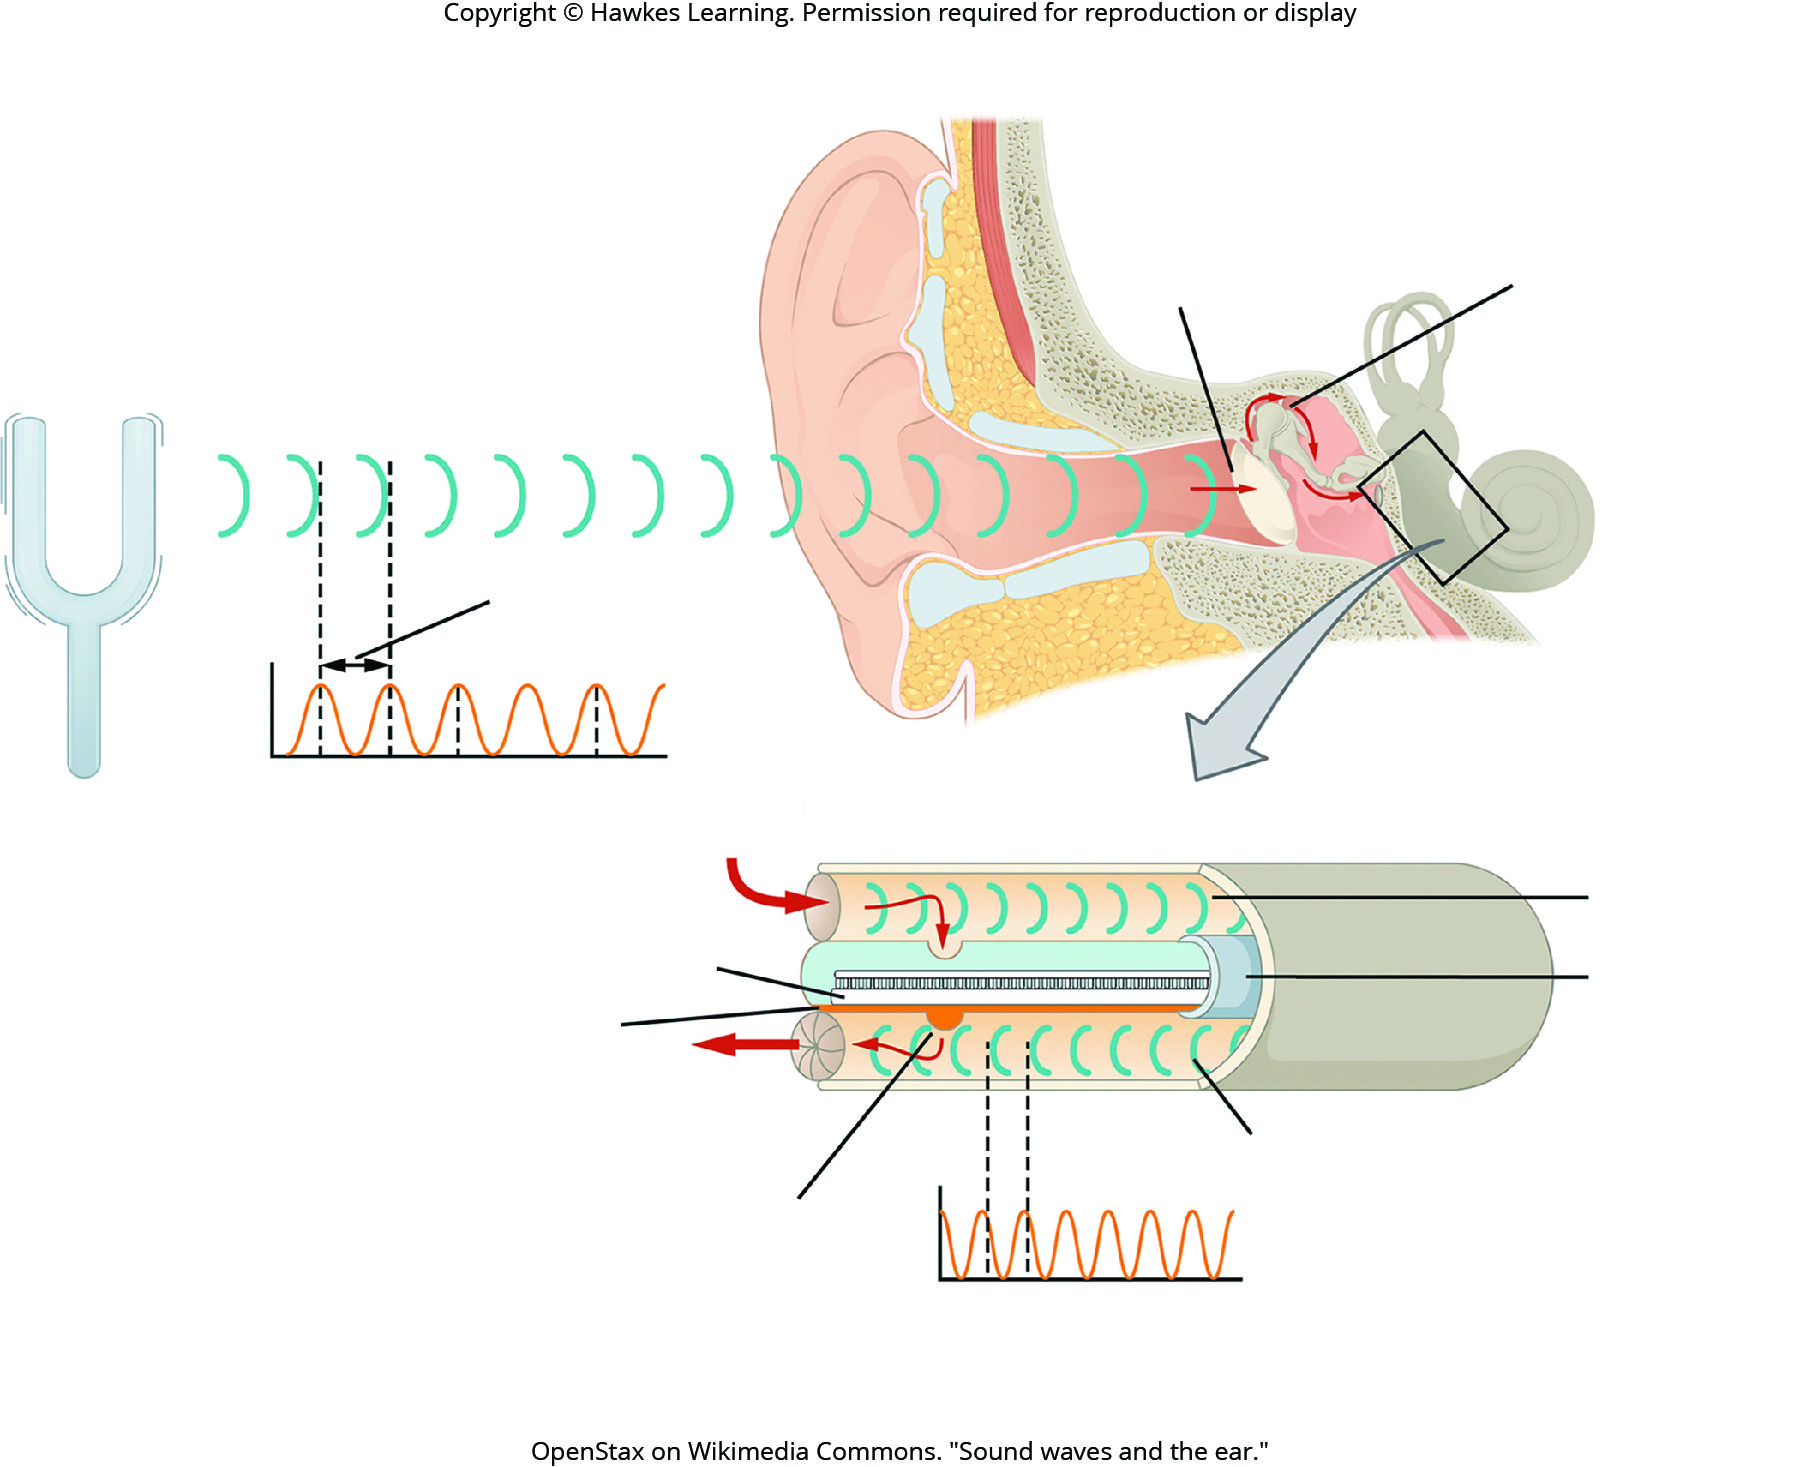 Copyright © Hawkes Learning. Permission required for reproduction or display
OpenStax on Wikimedia Commons. "Sound waves and the ear."